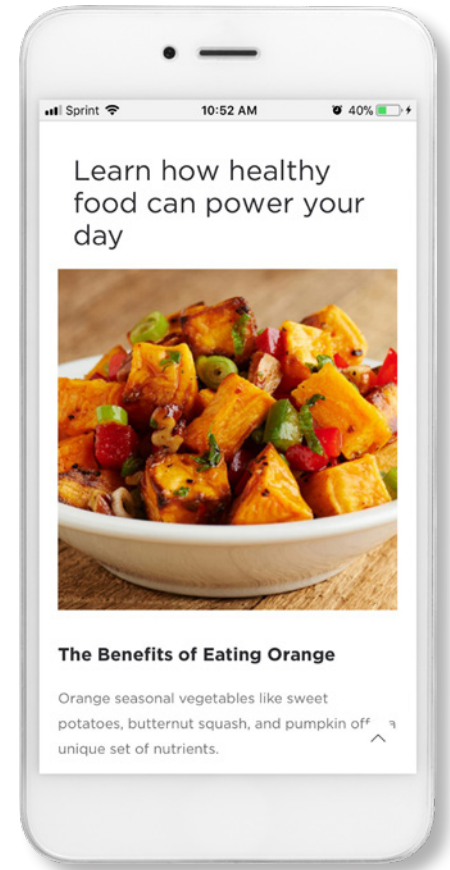 Sprint 10:52 AM 40%
Learn how healthy
food can power your
day
The Benefits of Eating Orange
Orange seasonal vegetables like sweet
potatoes, butternut squash, and pumpkin
unique set of nutrients.